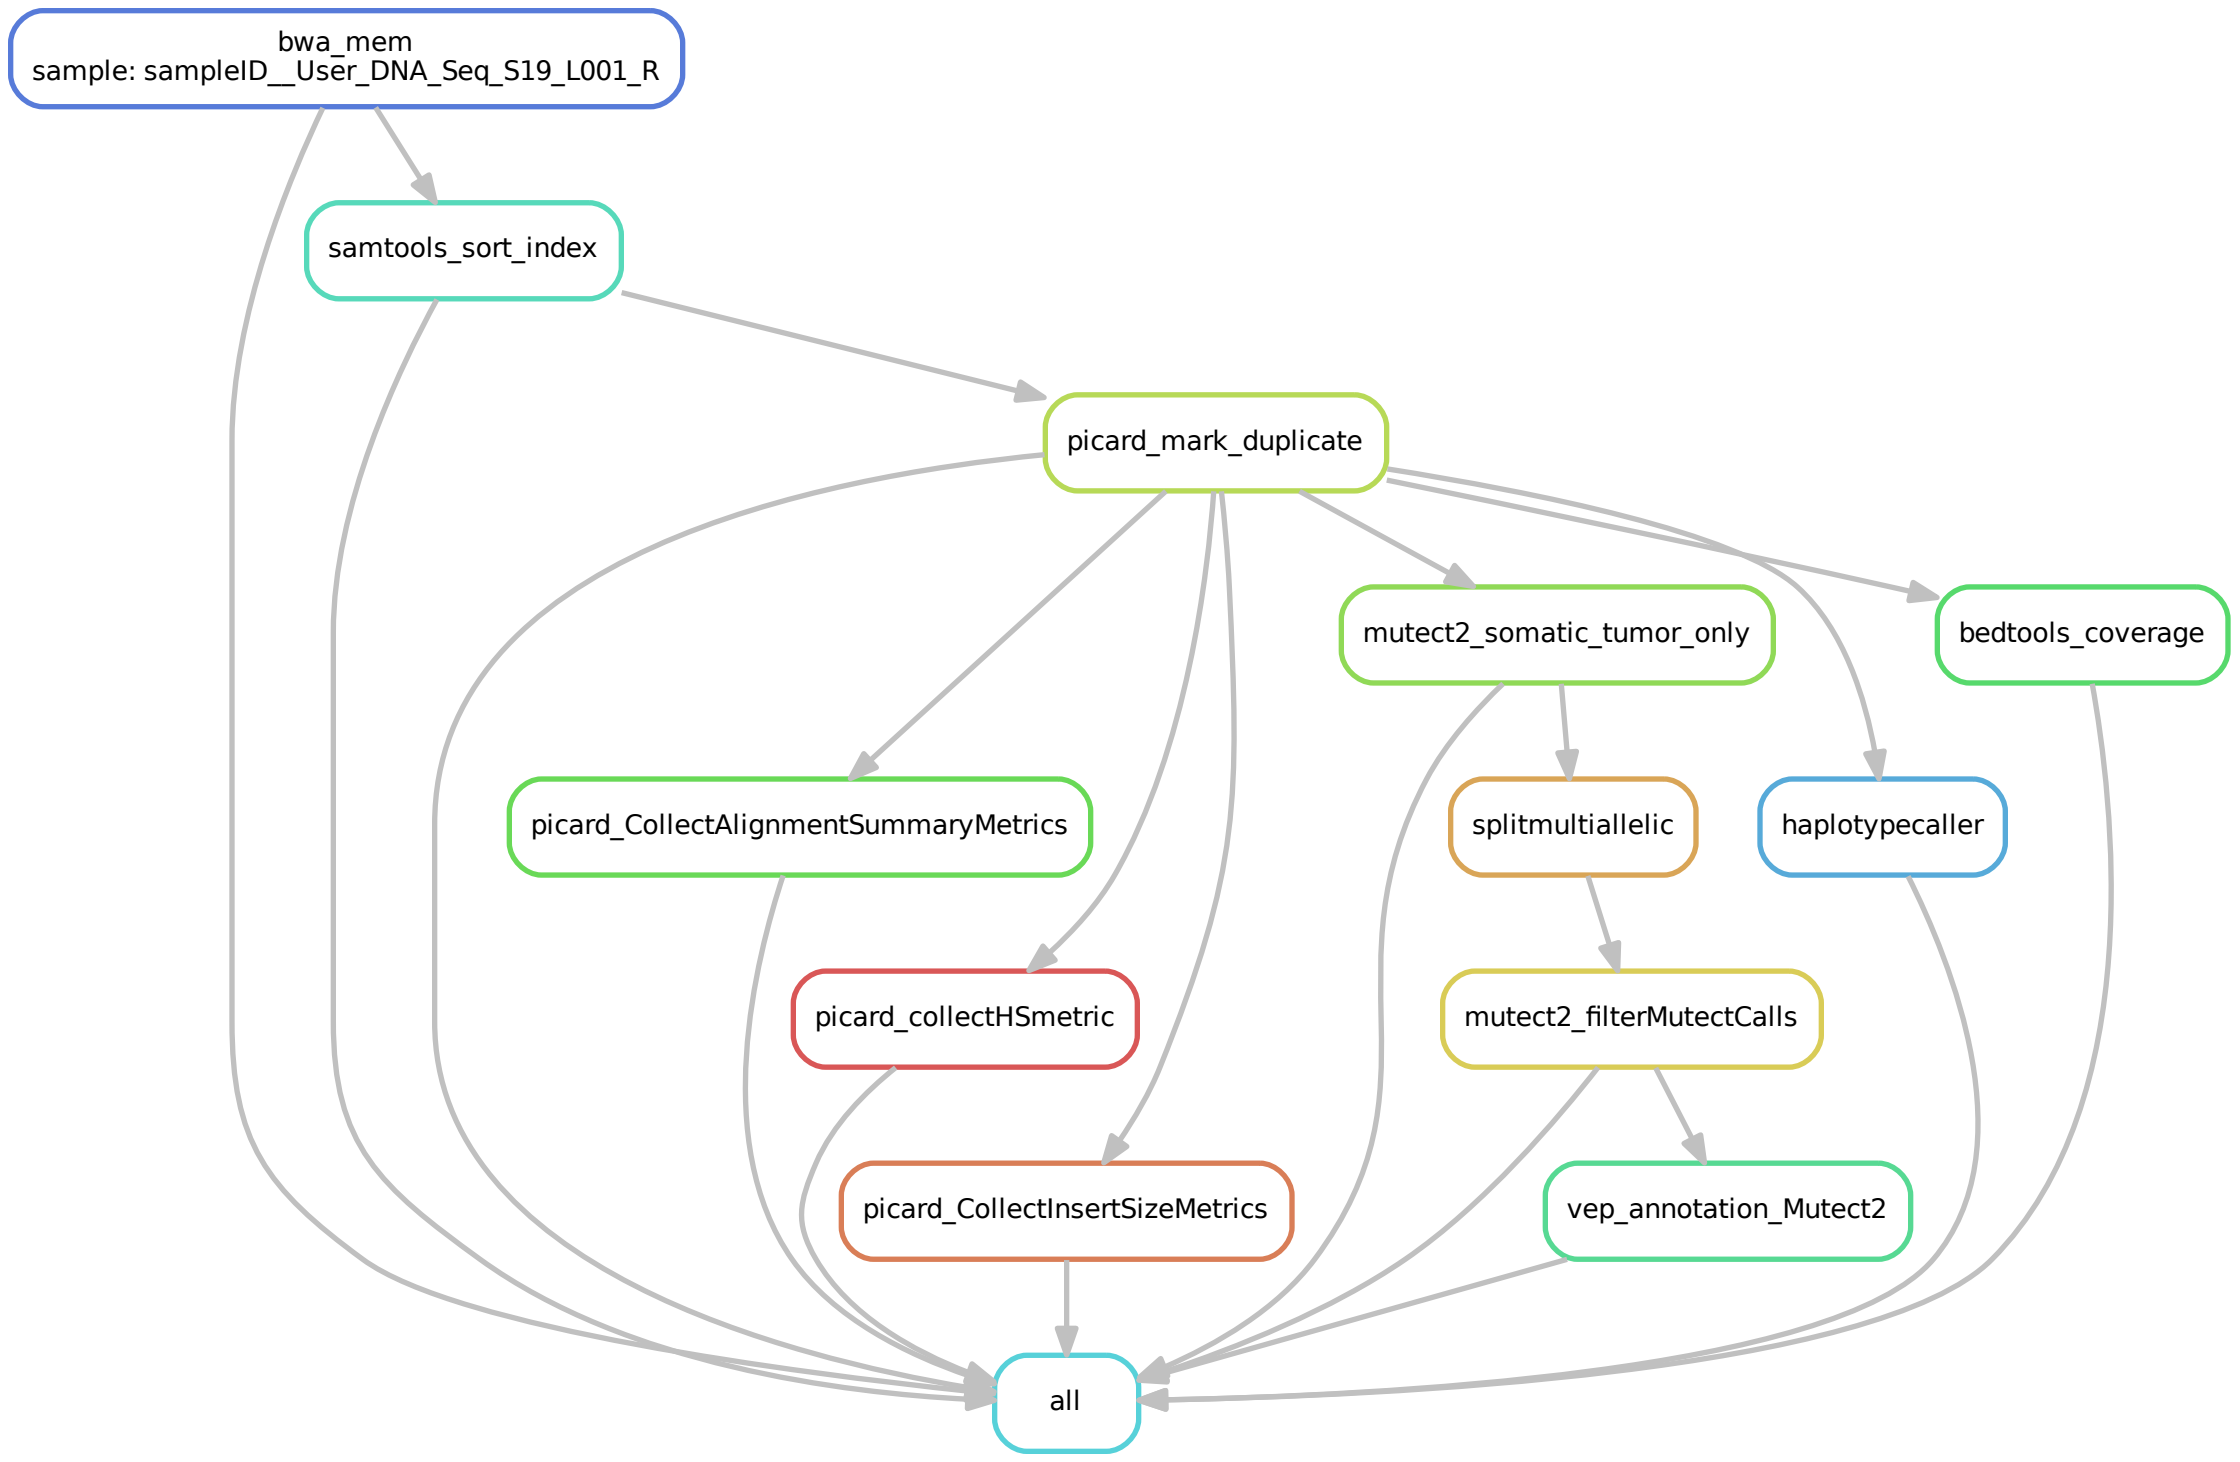 bwa_mem
sample: sampleID__User_DNA_Seq_S19_L001_R
samtools_sort_index
picard_mark_duplicate
mutect2_somatic_tumor_only
bedtools_coverage
picard_CollectAlignmentSummaryMetrics
splitmultiallelic
haplotypecaller
picard_collectHSmetric
mutect2_filterMutectCalls
picard_CollectInsertSizeMetrics
vep_annotation_Mutect2
all